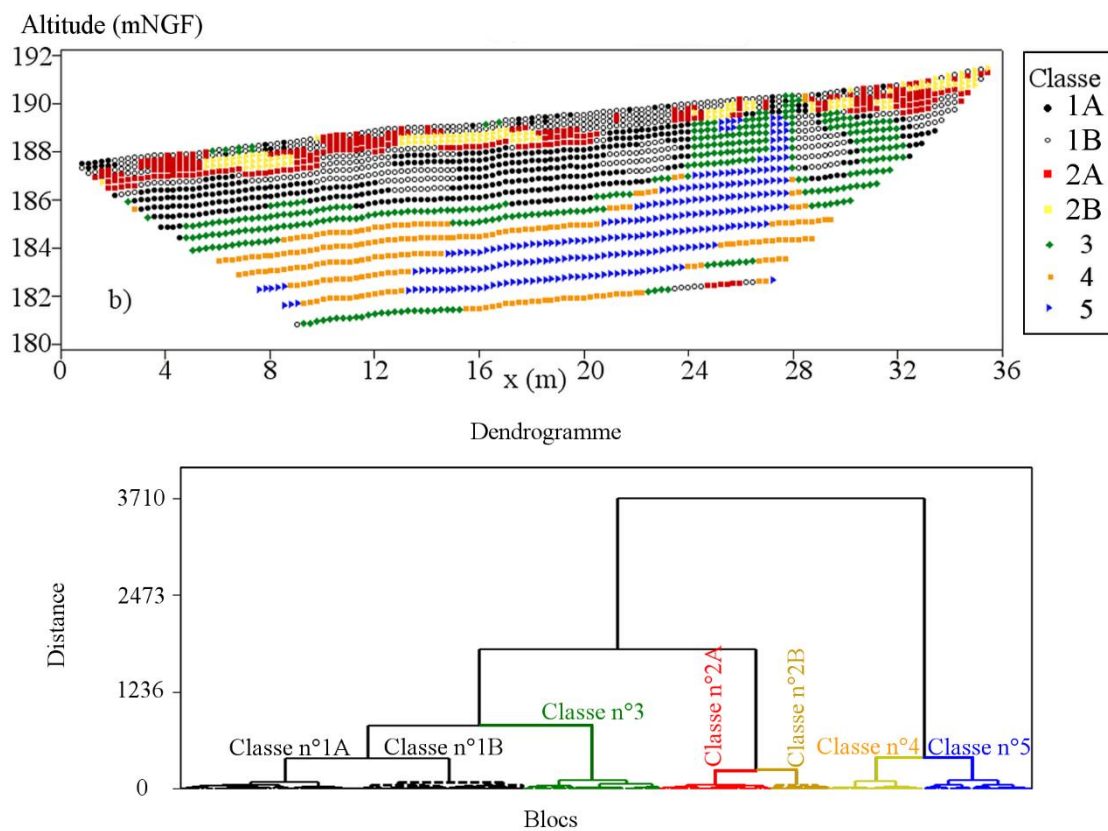 Altitude (mNGF)
192
190
188
186
184
182
180
b)
0
4
8
12
16
20
24
28
32
36
x (m)
Classe
1A
1B
2A
2B
3
4
5
Dendrogramme
3710
2473
1236
0
Distance
Classe n°1A
Classe n°1B
Classe n°3
Classe n°2A
Classe n°2B
Classe n°4
Classe n°5
Blocs